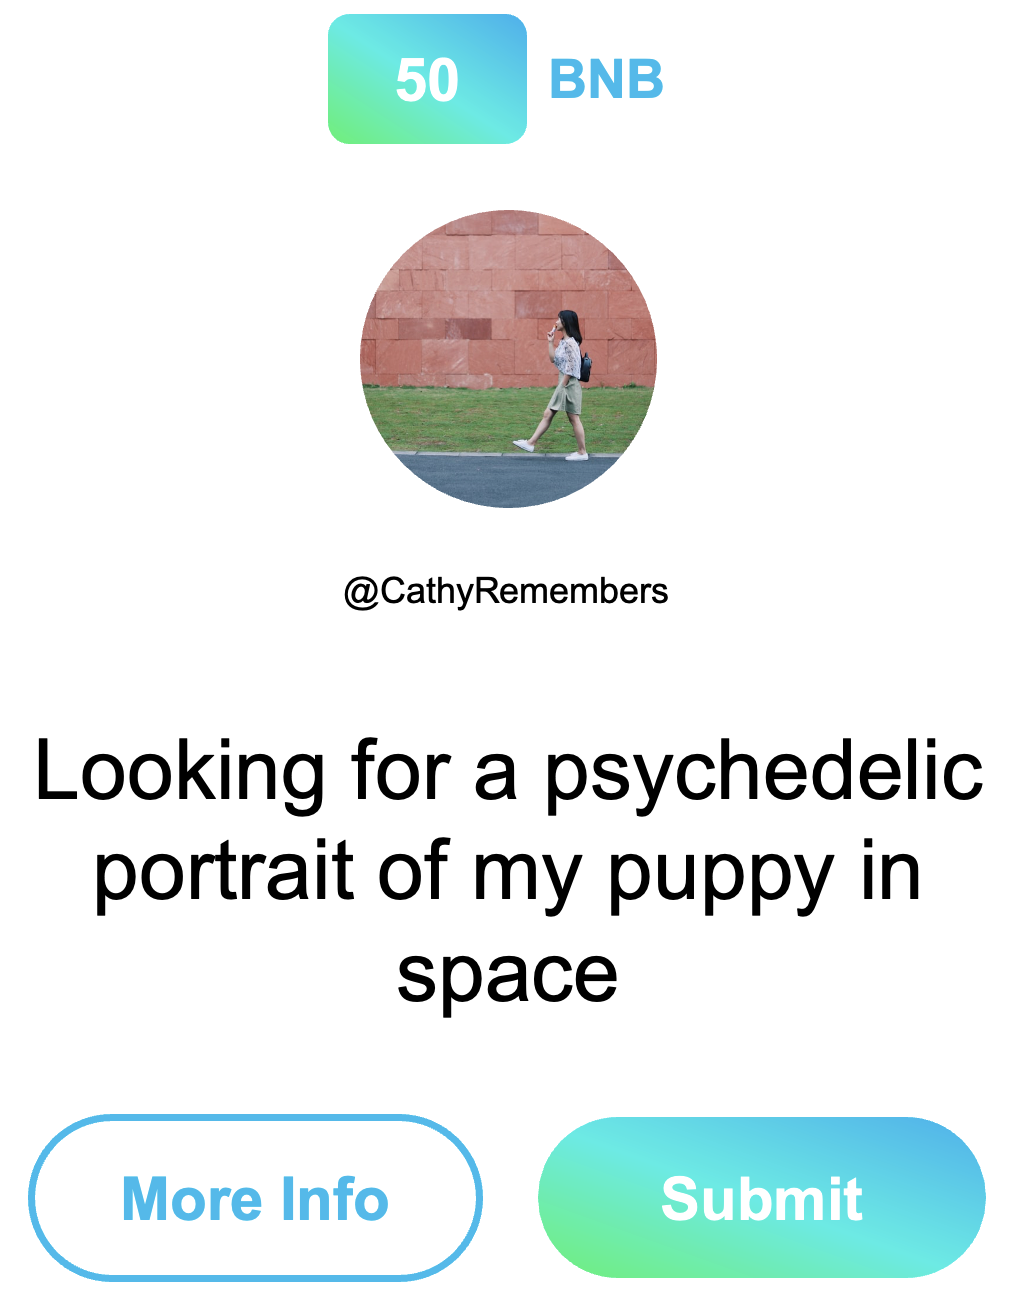 50 BNB
@CathyRemembers
Looking for a psychedelic
portrait of my puppy in
space
More Info
Submit